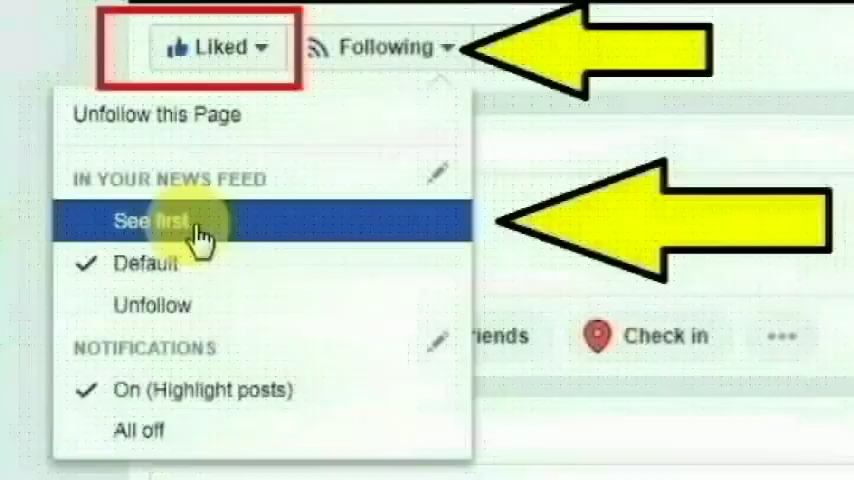 Liked Following
Unfollow this Page
IN YOUR NEWS FEED
See first
Default
Unfollow
NOTIFICATIONS
On (Highlight posts)
All off
riends Check in